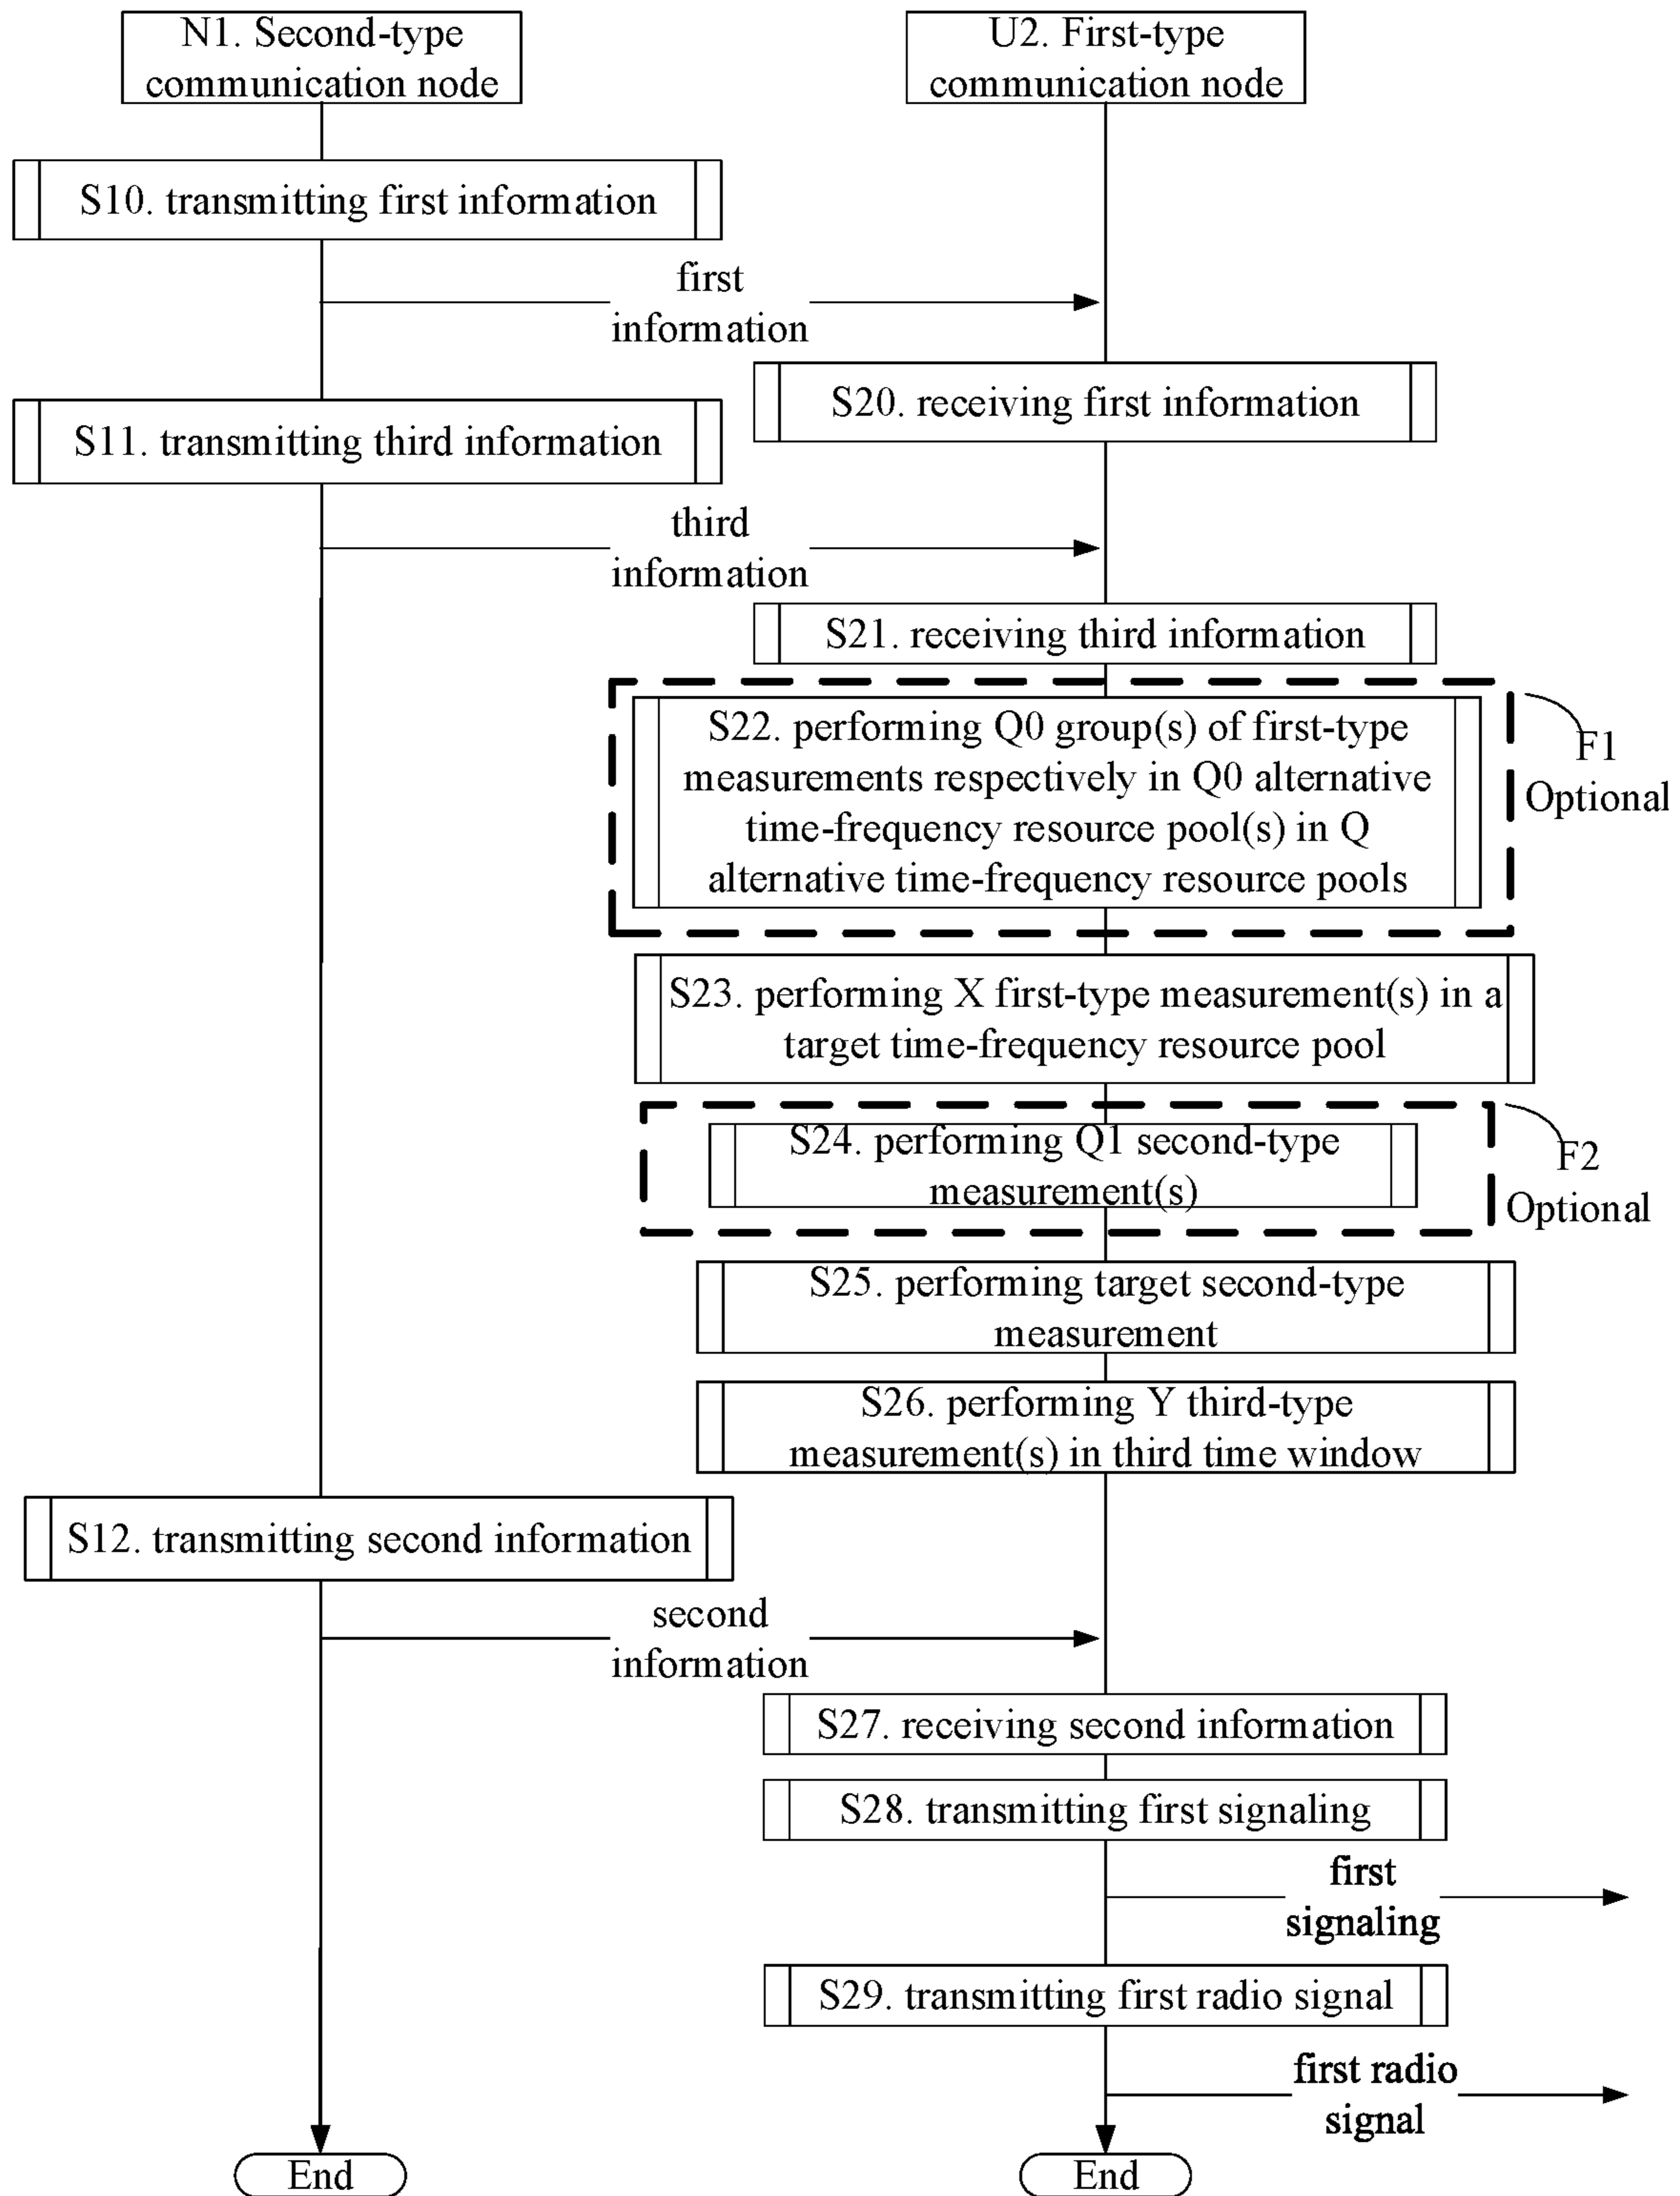 N1. Second-type
communication node
U2. First-type
communication node
S10. transmitting first information
first
information
S20. receiving first information
S11. transmitting third information
third
information
S21. receiving third information
S22. performing Q0 group(s) of first-type
measurements respectively in Q0 alternative
time-frequency resource pool(s) in Q
alternative time-frequency resource pools
F1
Optional
S23. performing X first-type measurement(s) in a
target time-frequency resource pool
S24. performing Q1 second-type
measurement(s)
F2
Optional
S25. performing target second-type
measurement
S26. performing Y third-type
measurement(s) in third time window
S12. transmitting second information
second
information
S27. receiving second information
S28. transmitting first signaling
first
signaling
S29. transmitting first radio signal
first radio
signal
End
End